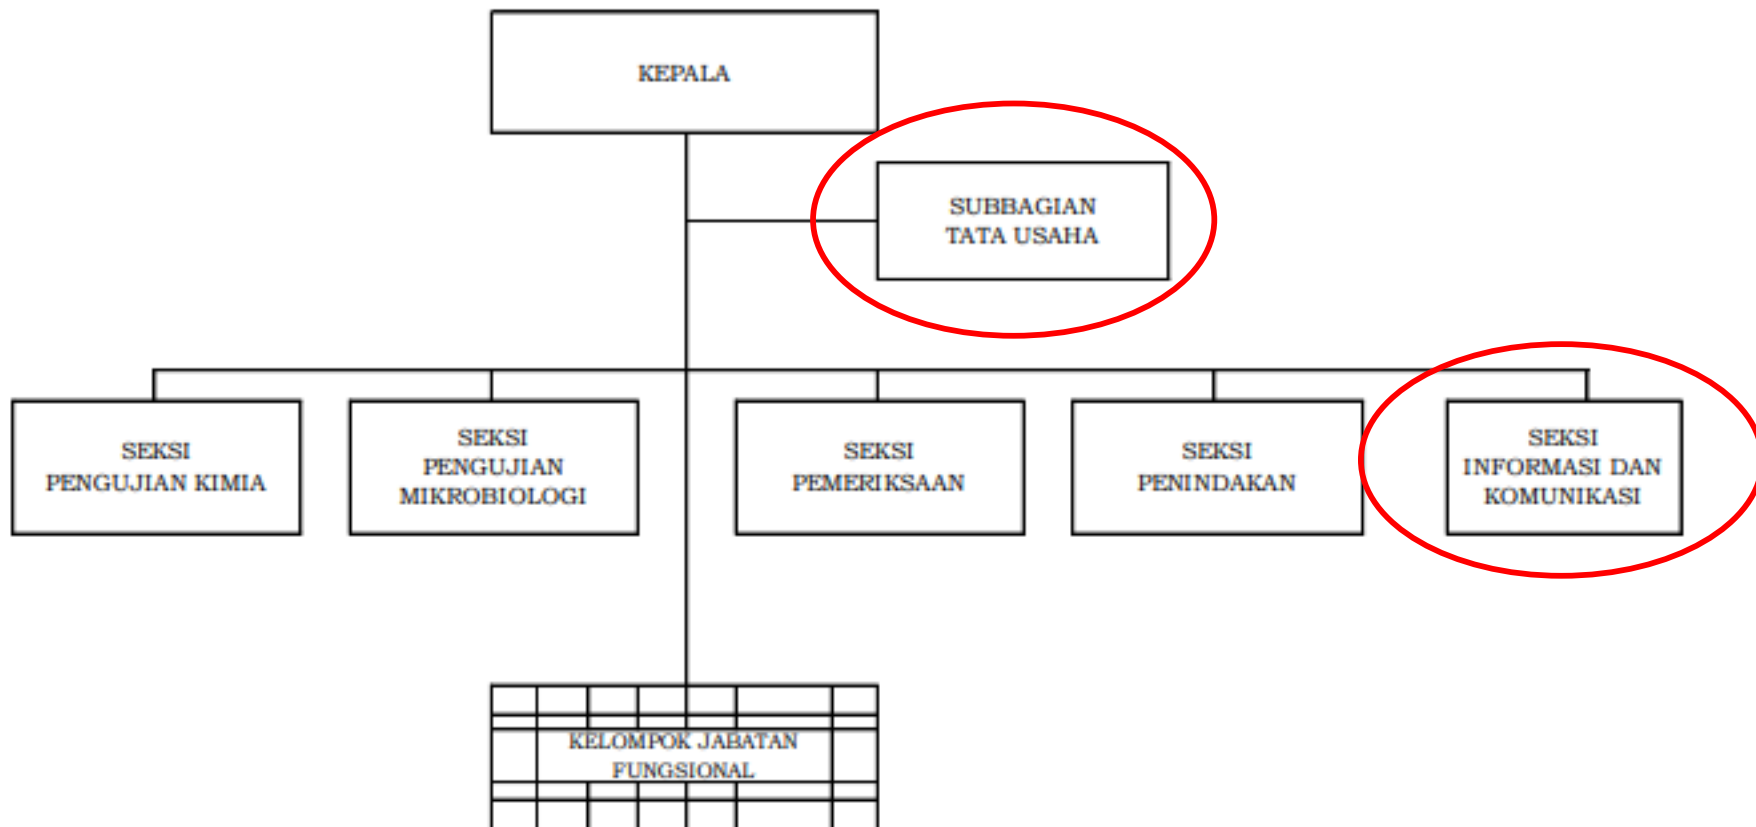 KEPALA
SUBBAGIAN
TATA USAHA
SEKSI
PENGUJIAN KIMIA
SEKSI
PENGUJIAN
MIKROBIOLOGI
SEKSI
PEMERIKSAAN
SEKSI
PENINDAKAN
SEKSI
INFORMASI DAN
KOMUNIKASI
KELOMPOK JABATAN
FUNGSIONAL